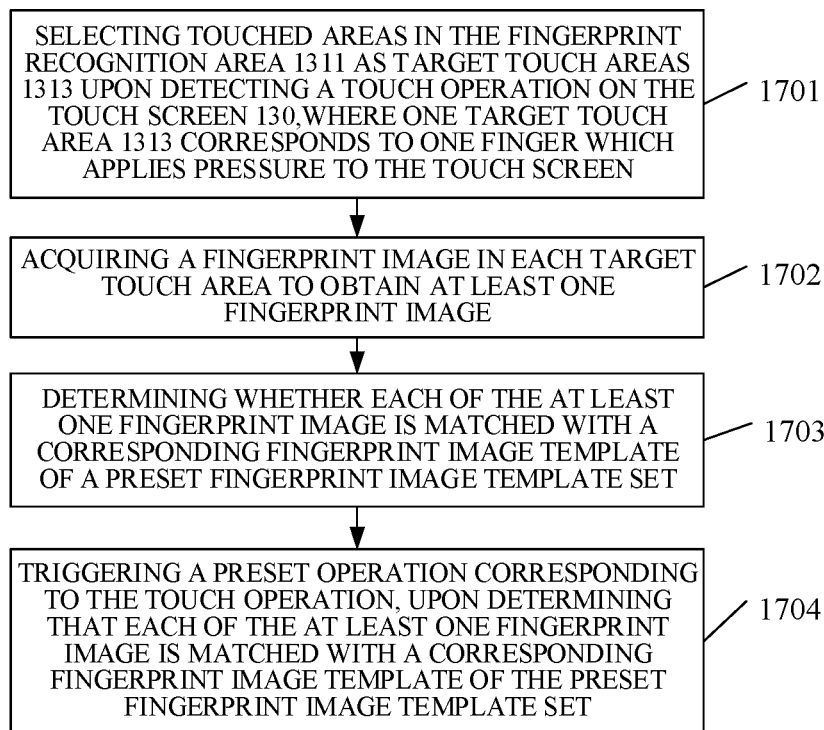 SELECTING TOUCHED AREAS IN THE FINGERPRINT
RECOGNITION AREA 1311 AS TARGET TOUCH AREAS
1313 UPON DETECTING A TOUCH OPERATION ON THE
TOUCH SCREEN 130,WHERE ONE TARGET TOUCH
AREA 1313 CORRESPONDS TO ONE FINGER WHICH
APPLIES PRESSURE TO THE TOUCH SCREEN
1701
ACQUIRING A FINGERPRINT IMAGE IN EACH TARGET
TOUCH AREA TO OBTAIN AT LEAST ONE
FINGERPRINT IMAGE
1702
DETERMINING WHETHER EACH OF THE AT LEAST
ONE FINGERPRINT IMAGE IS MATCHED WITH A
CORRESPONDING FINGERPRINT IMAGE TEMPLATE
OF A PRESET FINGERPRINT IMAGE TEMPLATE SET
1703
TRIGGERING A PRESET OPERATION CORRESPONDING
TO THE TOUCH OPERATION, UPON DETERMINING
THAT EACH OF THE AT LEAST ONE FINGERPRINT
IMAGE IS MATCHED WITH A CORRESPONDING
FINGERPRINT IMAGE TEMPLATE OF THE PRESET
FINGERPRINT IMAGE TEMPLATE SET
1704